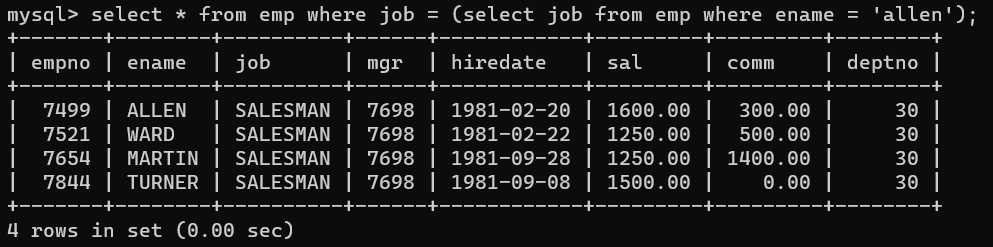 mysql> select * from emp where job = (select job from emp where ename = 'allen');
+-------+--------+----------+------+------------+---------+---------+--------+
| empno | ename  | job      | mgr  | hiredate   | sal     | comm    | deptno |
+-------+--------+----------+------+------------+---------+---------+--------+
|  7499 | ALLEN  | SALESMAN | 7698 | 1981-02-20 | 1600.00 |  300.00 |     30 |
|  7521 | WARD   | SALESMAN | 7698 | 1981-02-22 | 1250.00 |  500.00 |     30 |
|  7654 | MARTIN | SALESMAN | 7698 | 1981-09-28 | 1250.00 | 1400.00 |     30 |
|  7844 | TURNER | SALESMAN | 7698 | 1981-09-08 | 1500.00 |    0.00 |     30 |
+-------+--------+----------+------+------------+---------+---------+--------+
4 rows in set (0.00 sec)